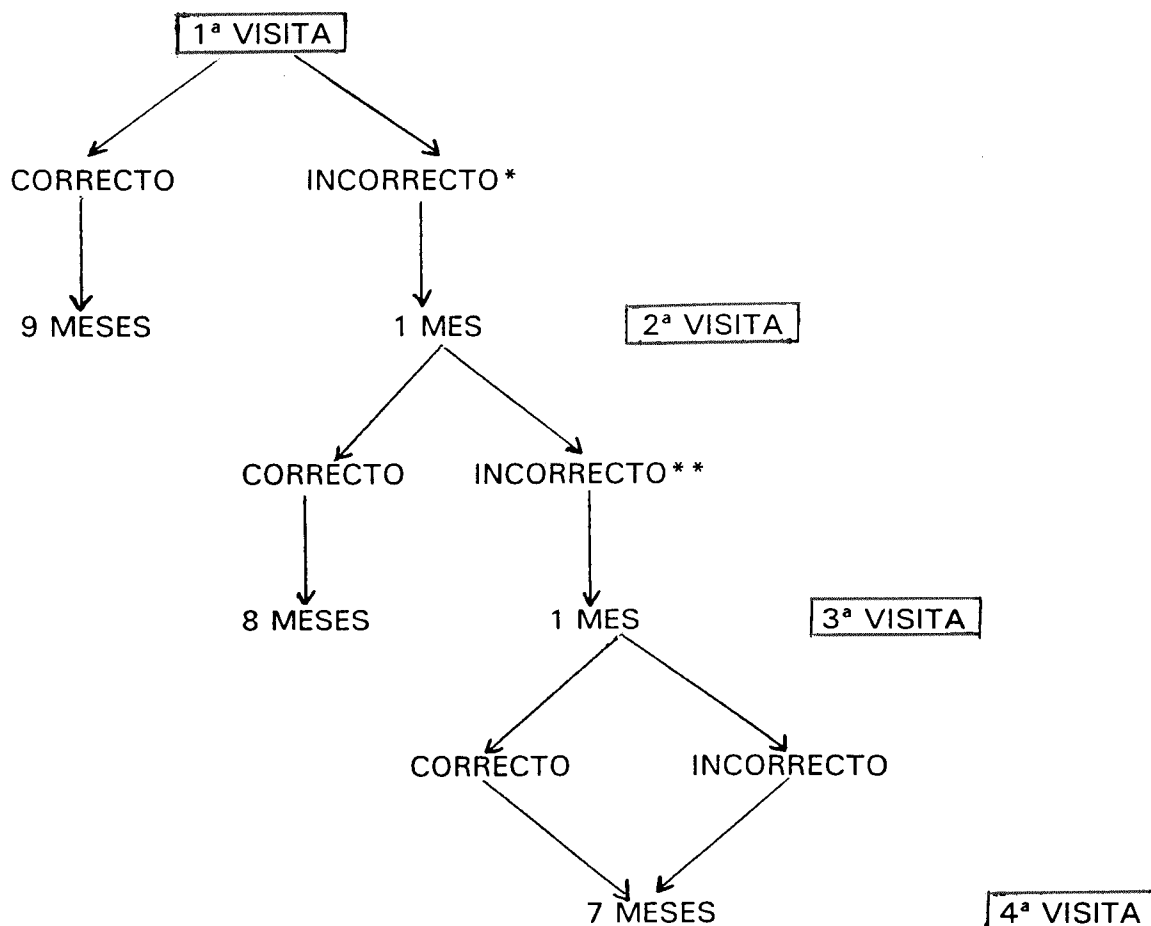 1ª VISITA
CORRECTO INCORRECTO*
9 MESES 1 MES 2ª VISITA
CORRECTO INCORRECTO**
8 MESES 1 MES 3ª VISITA
CORRECTO INCORRECTO
7 MESES 4ª VISITA